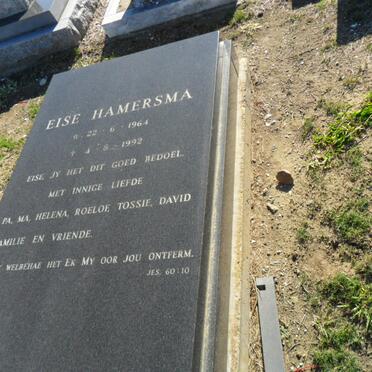 EISE HAMERSMA
* 22-6-1964
† 4-8-1992
EISE, JY HET DIT GOED BEDOEL.
MET INNIGE LIEFDE
PA, MA, HELENA, ROELOE, TOSSIE, DAVID
FAMILIE EN VRIENDE.
WELBEHAE HET EK MY OOR JOU ONTFERM.
JES. 60:10